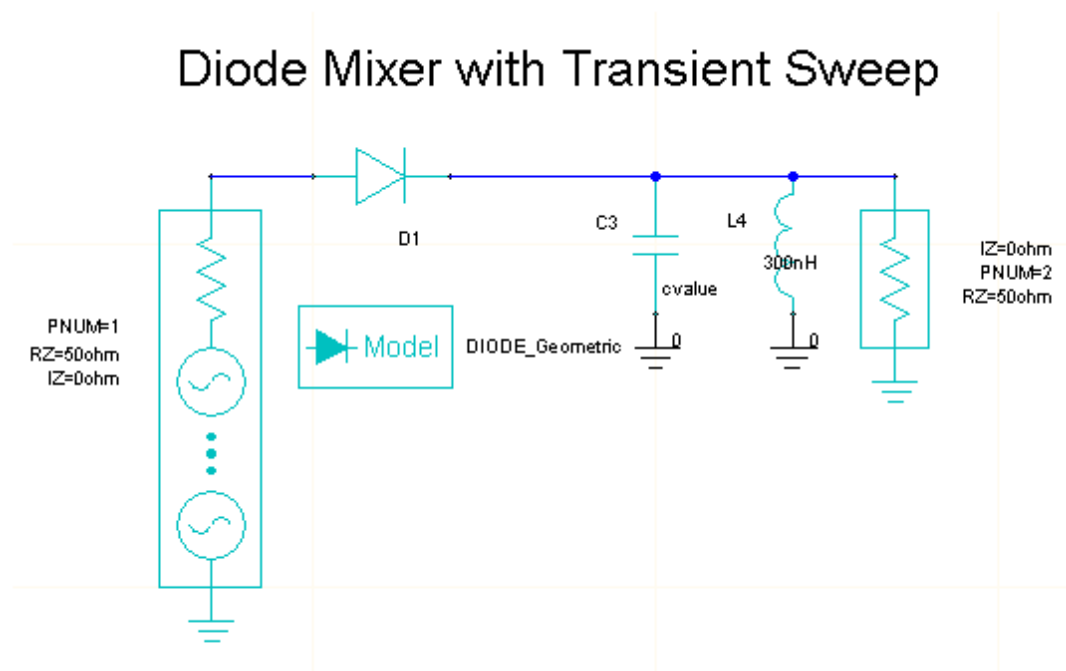 Diode Mixer with Transient Sweep
C3
L4
D1
IZ=0ohm
300nH
PNUM=2
cvalue
RZ=50ohm
PNUM=1
0
0
Model
DIODE_Geometric
RZ=50ohm
IZ=0ohm